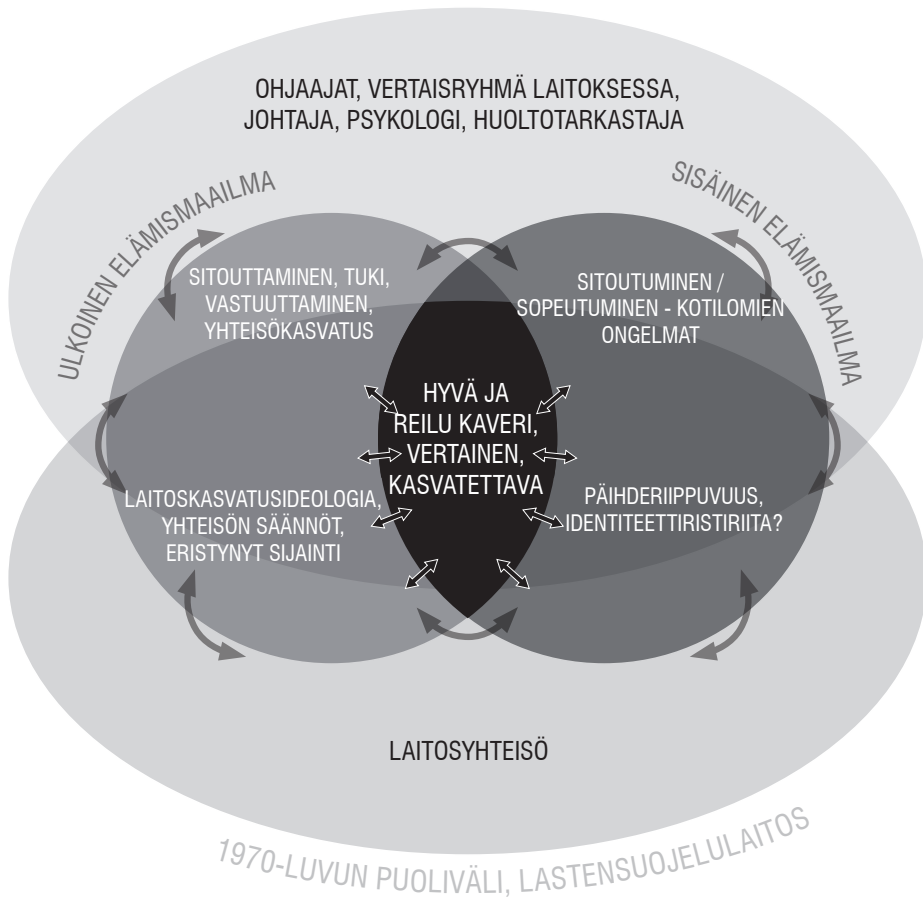 OHJAAJAT, VERTAISRYHMÄ LAITOKSESSA,
JOHTAJA, PSYKOLOGI, HUOLTOTARKASTAJA
ULKOINEN ELÄMISMAAILMA
SISÄINEN ELÄMISMAAILMA
SITOUTTAMINEN, TUKI,
VASTUUTTAMINEN,
YHTEISÖKASVATUS
SITOUTUMINEN /
SOPEUTUMINEN - KOTILOMIEN
ONGELMAT
HYVÄ JA
REILU KAVERI,
VERTAINEN,
KASVATETTAVA
LAITOSKASVATUSIDEOLOGIA,
YHTEISÖN SÄÄNNÖT,
ERISTYNYT SIJAINTI
PÄIHDERIIPPUVUUS,
IDENTITEETTIRISTIRIITA?
LAITOSYHTEISÖ
1970-LUVUN PUOLIVÄLI, LASTENSUOJELULAITOS